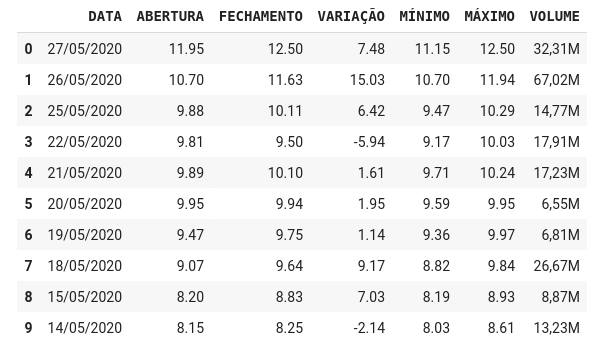 DATA ABERTURA FECHAMENTO VARIAÇÃO MÍNIMO MÁXIMO VOLUME
0 27/05/2020 11.95 12.50 7.48 11.15 12.50 32,31M
1 26/05/2020 10.70 11.63 15.03 10.70 11.94 67,02M
2 25/05/2020 9.88 10.11 6.42 9.47 10.29 14,77M
3 22/05/2020 9.81 9.50 -5.94 9.17 10.03 17,91M
4 21/05/2020 9.89 10.10 1.61 9.71 10.24 17,23M
5 20/05/2020 9.95 9.94 1.95 9.59 9.95 6,55M
6 19/05/2020 9.47 9.75 1.14 9.36 9.97 6,81M
7 18/05/2020 9.07 9.64 9.17 8.82 9.84 26,67M
8 15/05/2020 8.20 8.83 7.03 8.19 8.93 8,87M
9 14/05/2020 8.15 8.25 -2.14 8.03 8.61 13,23M